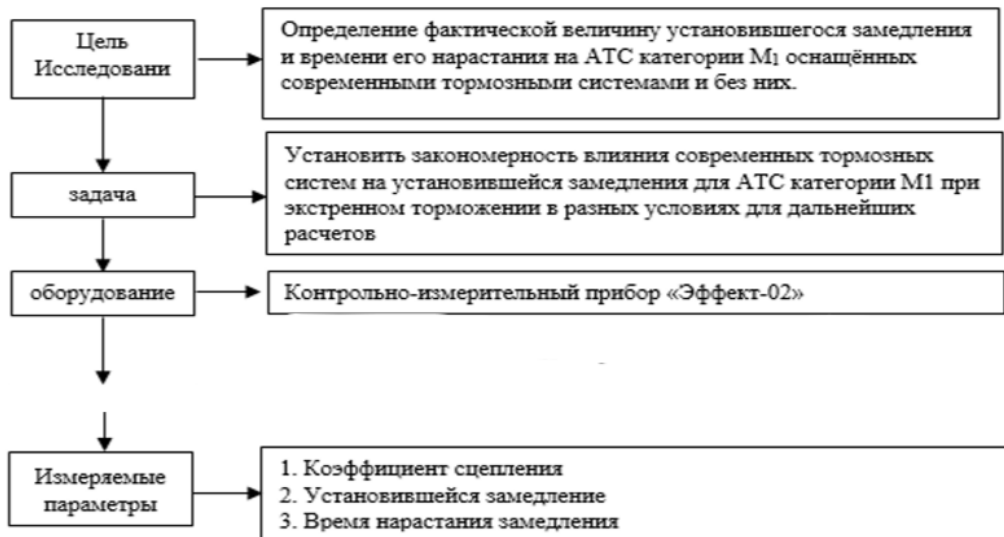 Цель
Исследовани
Определение фактической величину установившегося замедления
и времени его нарастания на АТС категории М₁ оснащённых
современными тормозными системами и без них.
задача
Установить закономерность влияния современных тормозных
систем на установившейся замедления для АТС категории М1 при
экстренном торможении в разных условиях для дальнейших
расчетов
оборудование
Контрольно-измерительный прибор «Эффект-02»
Измеряемые
параметры
1. Коэффициент сцепления
2. Установившейся замедление
3. Время нарастания замедления